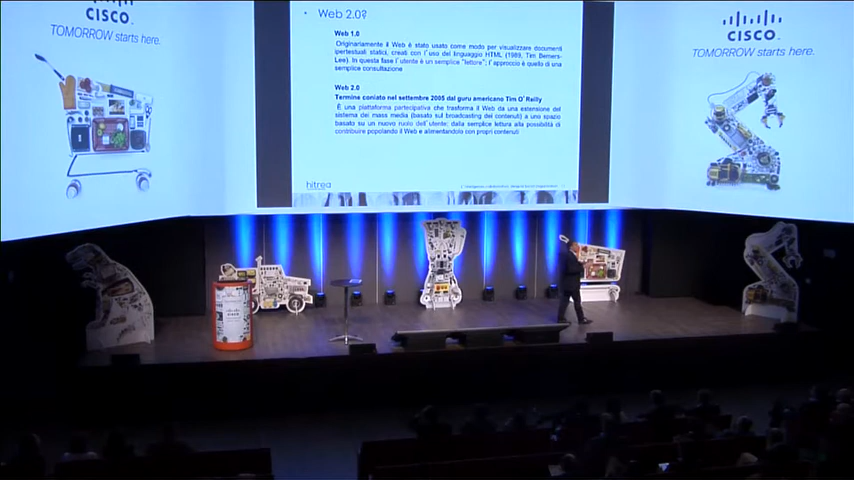 CISCO
TOMORROW starts here.
• Web 2.0?
Web 1.0
Originariamente il Web è stato usato come modo per visualizzare documenti
ipertestuali statici, creati con l'uso del linguaggio HTML (1989, Tim Berners-
Lee). In questa fase l'utente è un semplice "lettore"; l'approccio è quello di una
semplice consultazione
Web 2.0
Termine coniato nel settembre 2005 dal guru americano Tim O'Reilly
È una piattaforma partecipativa che trasforma il Web da una estensione del
sistema dei mass media (basato sul broadcasting dei contenuti) a uno spazio
basato su un nuovo ruolo dell'utente: dalla semplice lettura alla possibilità di
contribuire popolando il Web e alimentandolo con propri contenuti
hitrea
CISCO
TOMORROW starts here.